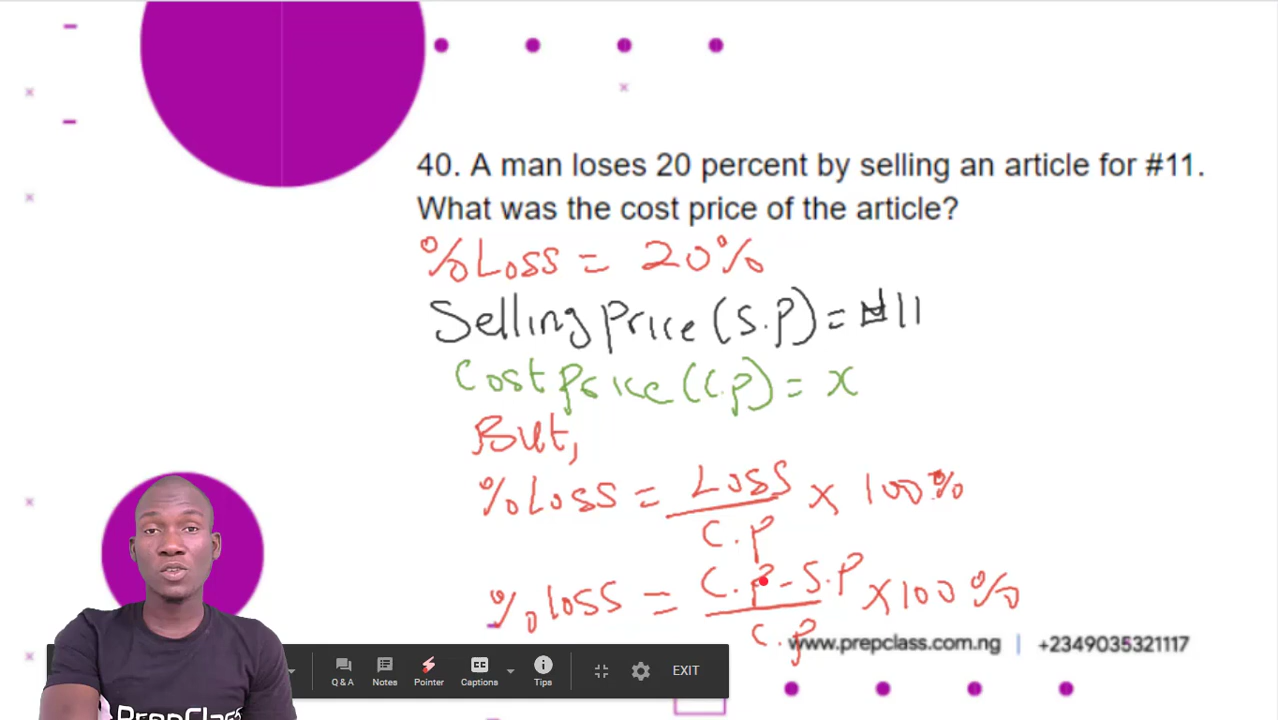 40. A man loses 20 percent by selling an article for #11.
What was the cost price of the article?
%Loss = 20%
Selling Price (S.P) = ₦11
Cost Price (C.P) = x
But,
%Loss = Loss/C.P × 100%
%loss = C.P - S.P/C.P × 100%
www.prepclass.com.ng | +2349035321117
Q & A Notes Pointer Captions Tips EXIT
PrepClass